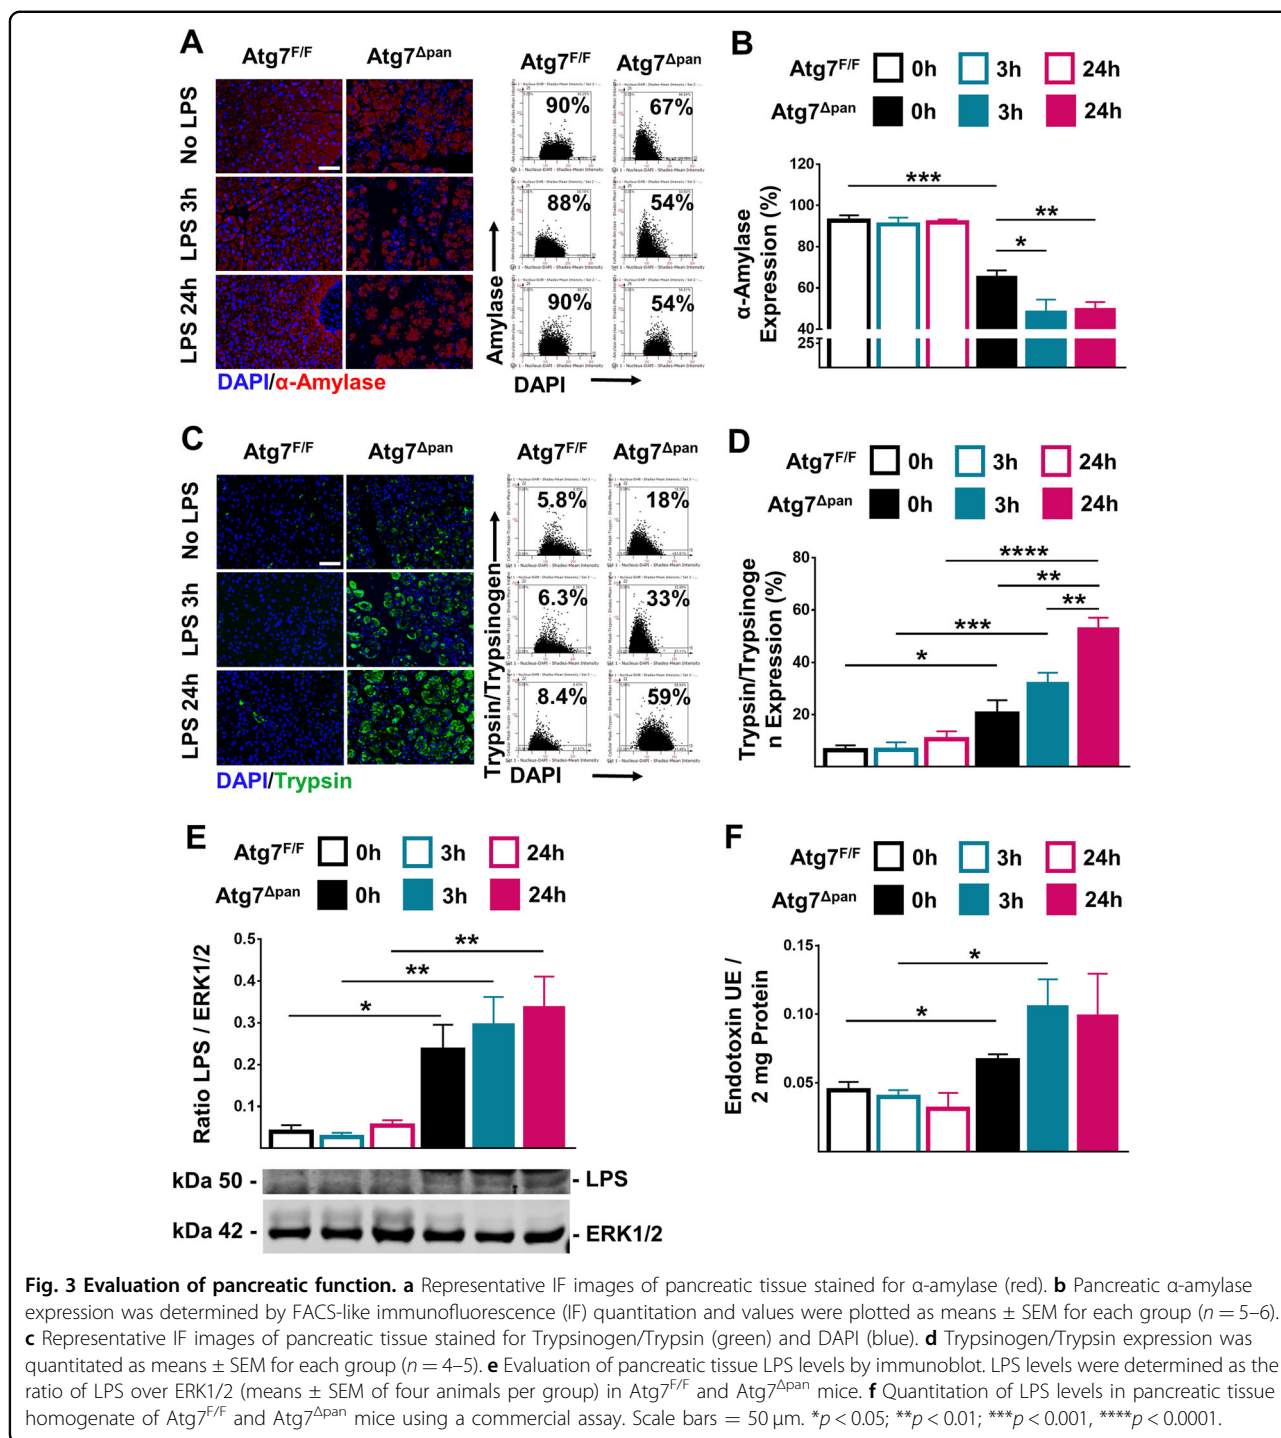 A
Atg7F/F Atg7Δpan
Atg7F/F Atg7Δpan
No LPS
LPS 3h
LPS 24h
DAPI/α-Amylase
90% 67%
88% 54%
90% 54%
Amylase
DAPI
B
Atg7F/F 0h 3h 24h
Atg7Δpan 0h 3h 24h
α-Amylase
Expression (%)
120
100
80
60
40
25
***
**
*
C
Atg7F/F Atg7Δpan
Atg7F/F Atg7Δpan
No LPS
LPS 3h
LPS 24h
DAPI/Trypsin
5.8% 18%
6.3% 33%
8.4% 59%
Trypsin/Trypsinogen
DAPI
D
Atg7F/F 0h 3h 24h
Atg7Δpan 0h 3h 24h
Trypsin/Trypsinoge
n Expression (%)
80
60
40
20
****
**
**
***
*
E
Atg7F/F 0h 3h 24h
Atg7Δpan 0h 3h 24h
Ratio LPS / ERK1/2
0.5
0.4
0.3
0.2
0.1
**
**
*
kDa 50 - - LPS
kDa 42 - - ERK1/2
F
Atg7F/F 0h 3h 24h
Atg7Δpan 0h 3h 24h
Endotoxin UE /
2 mg Protein
0.15
0.10
0.05
*
*
Fig. 3 Evaluation of pancreatic function. a Representative IF images of pancreatic tissue stained for α-amylase (red). b Pancreatic α-amylase
expression was determined by FACS-like immunofluorescence (IF) quantitation and values were plotted as means ± SEM for each group (n = 5–6).
c Representative IF images of pancreatic tissue stained for Trypsinogen/Trypsin (green) and DAPI (blue). d Trypsinogen/Trypsin expression was
quantitated as means ± SEM for each group (n = 4–5). e Evaluation of pancreatic tissue LPS levels by immunoblot. LPS levels were determined as the
ratio of LPS over ERK1/2 (means ± SEM of four animals per group) in Atg7F/F and Atg7Δpan mice. f Quantitation of LPS levels in pancreatic tissue
homogenate of Atg7F/F and Atg7Δpan mice using a commercial assay. Scale bars = 50 μm. *p < 0.05; **p < 0.01; ***p < 0.001, ****p < 0.0001.